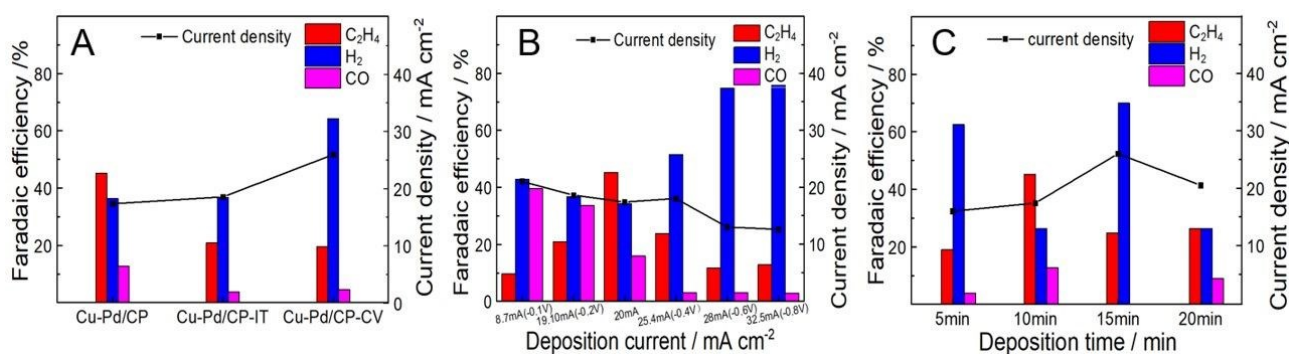 A
Current density
C₂H₄
H₂
CO
Faradaic efficiency /%
80
60
40
20
Current density / mA cm⁻²
40
30
20
10
0
Cu-Pd/CP
Cu-Pd/CP-IT
Cu-Pd/CP-CV
B
Current density
C₂H₄
H₂
CO
Faradaic efficiency / %
80
60
40
20
0
Current density / mA cm⁻²
40
30
20
10
0
8.7mA(-0.1V)
19.10mA(-0.2V)
20mA
25.4mA(-0.4V)
28mA(-0.6V)
32.5mA(-0.8V)
Deposition current / mA cm⁻²
C
current density
C₂H₄
H₂
CO
Faradaic efficiency / %
80
60
40
20
Current density / mA cm⁻²
40
30
20
10
0
5min
10min
15min
20min
Deposition time / min